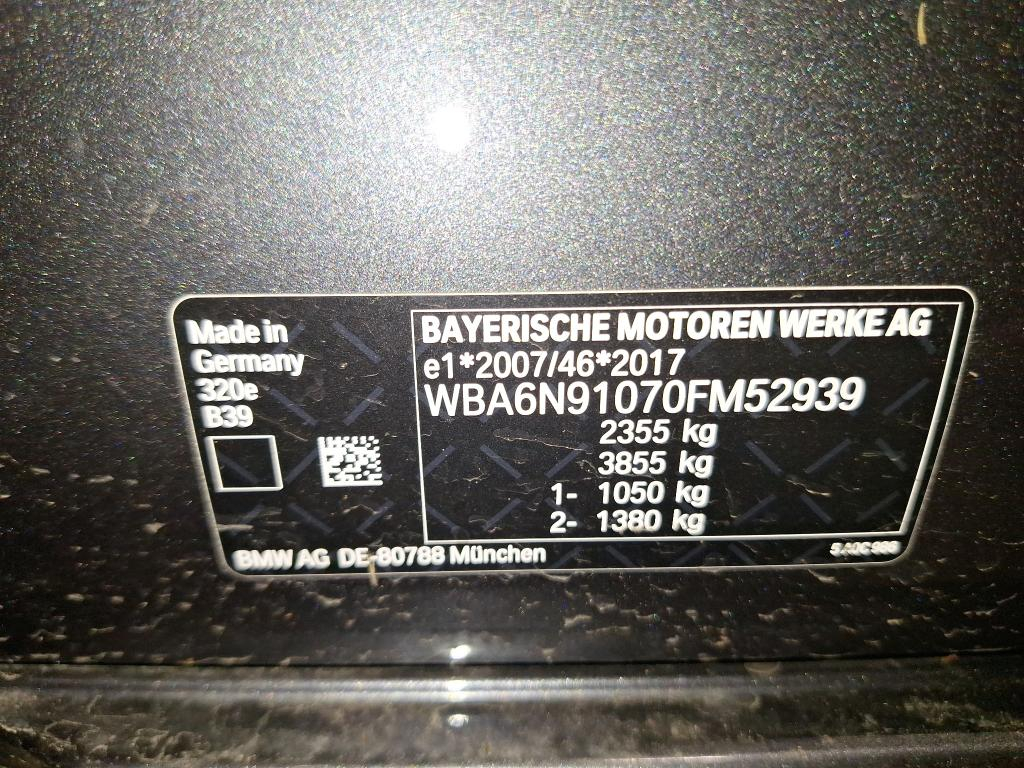 Made in
Germany
320e
B39
BAYERISCHE MOTOREN WERKE AG
e1*2007/46*2017
WBA6N91070FM52939
2355 kg
3855 kg
1- 1050 kg
2- 1380 kg
BMW AG DE-80788 München